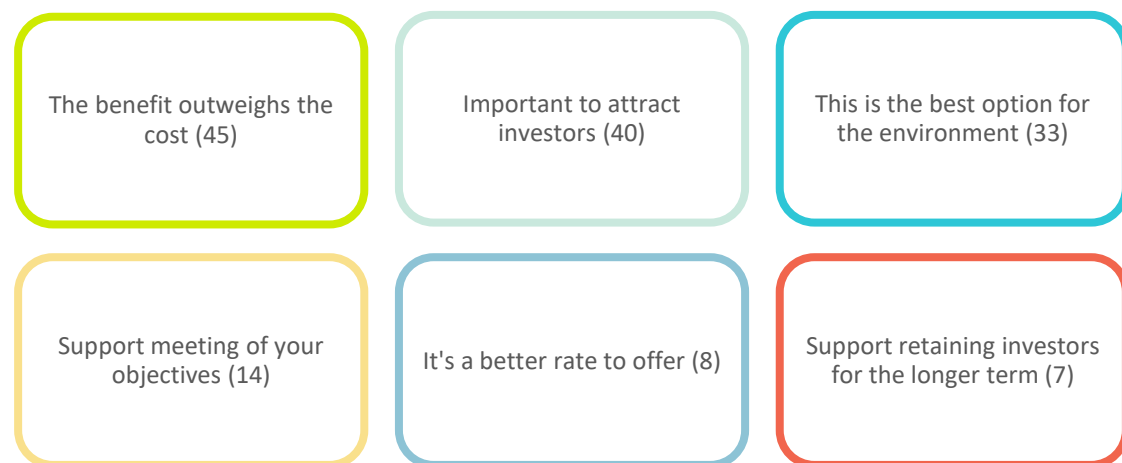 The benefit outweighs the
cost (45)
Important to attract
investors (40)
This is the best option for
the environment (33)
Support meeting of your
objectives (14)
It's a better rate to offer (8)
Support retaining investors
for the longer term (7)